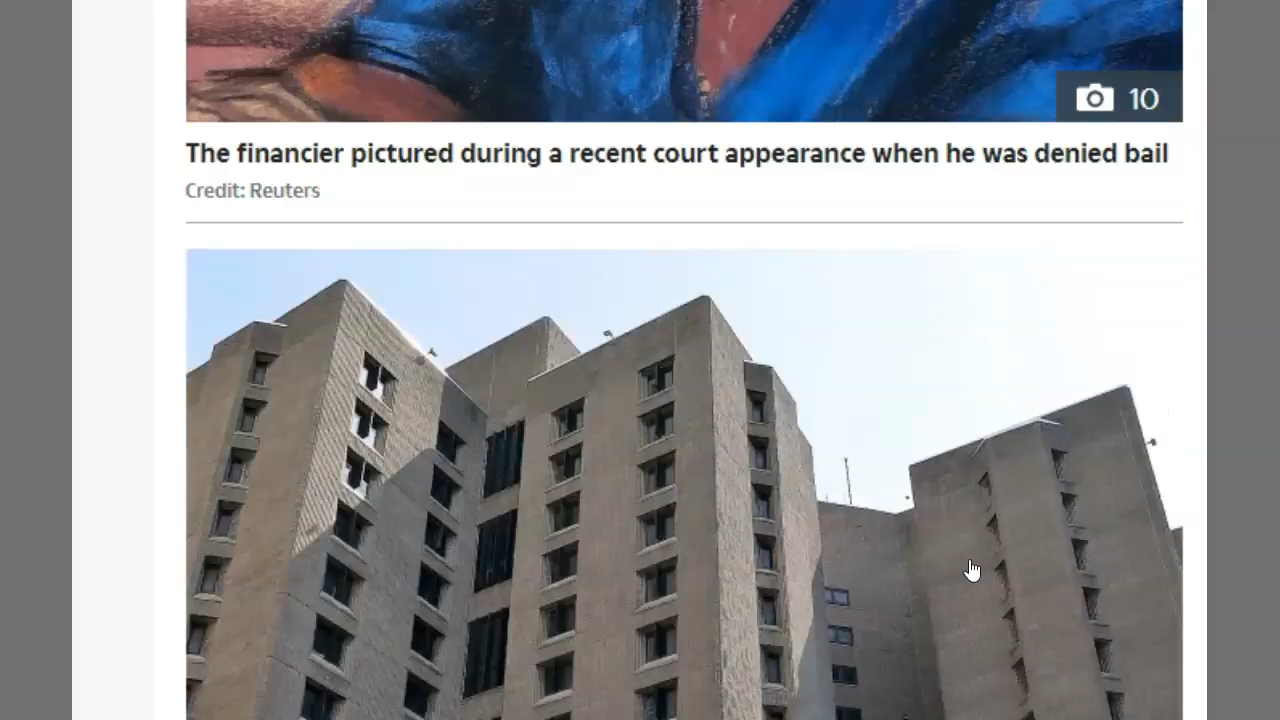 10
The financier pictured during a recent court appearance when he was denied bail
Credit: Reuters